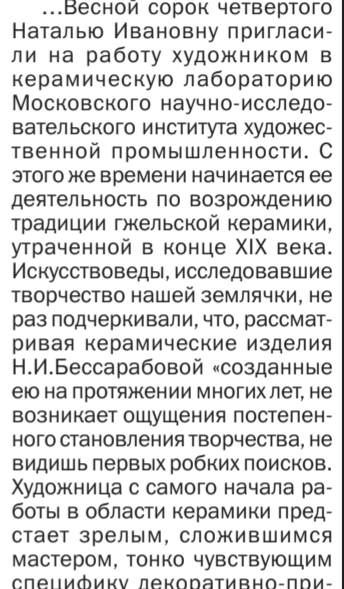 ...Весной сорок четвертого
Наталью Ивановну пригласи-
ли на работу художником в
керамическую лабораторию
Московского научно-исследо-
вательского института художес-
твенной промышленности. С
этого же времени начинается ее
деятельность по возрождению
традиции гжельской керамики,
утраченной в конце XIX века.
Искусствоведы, исследовавшие
творчество нашей землячки, не
раз подчеркивали, что, рассмат-
ривая керамические изделия
Н.И.Бессарабовой «созданные
ею на протяжении многих лет, не
возникает ощущения постепен-
ного становления творчества, не
видишь первых робких поисков.
Художница с самого начала ра-
боты в области керамики пред-
стает зрелым, сложившимся
мастером, тонко чувствующим
специфику декоративно-при-